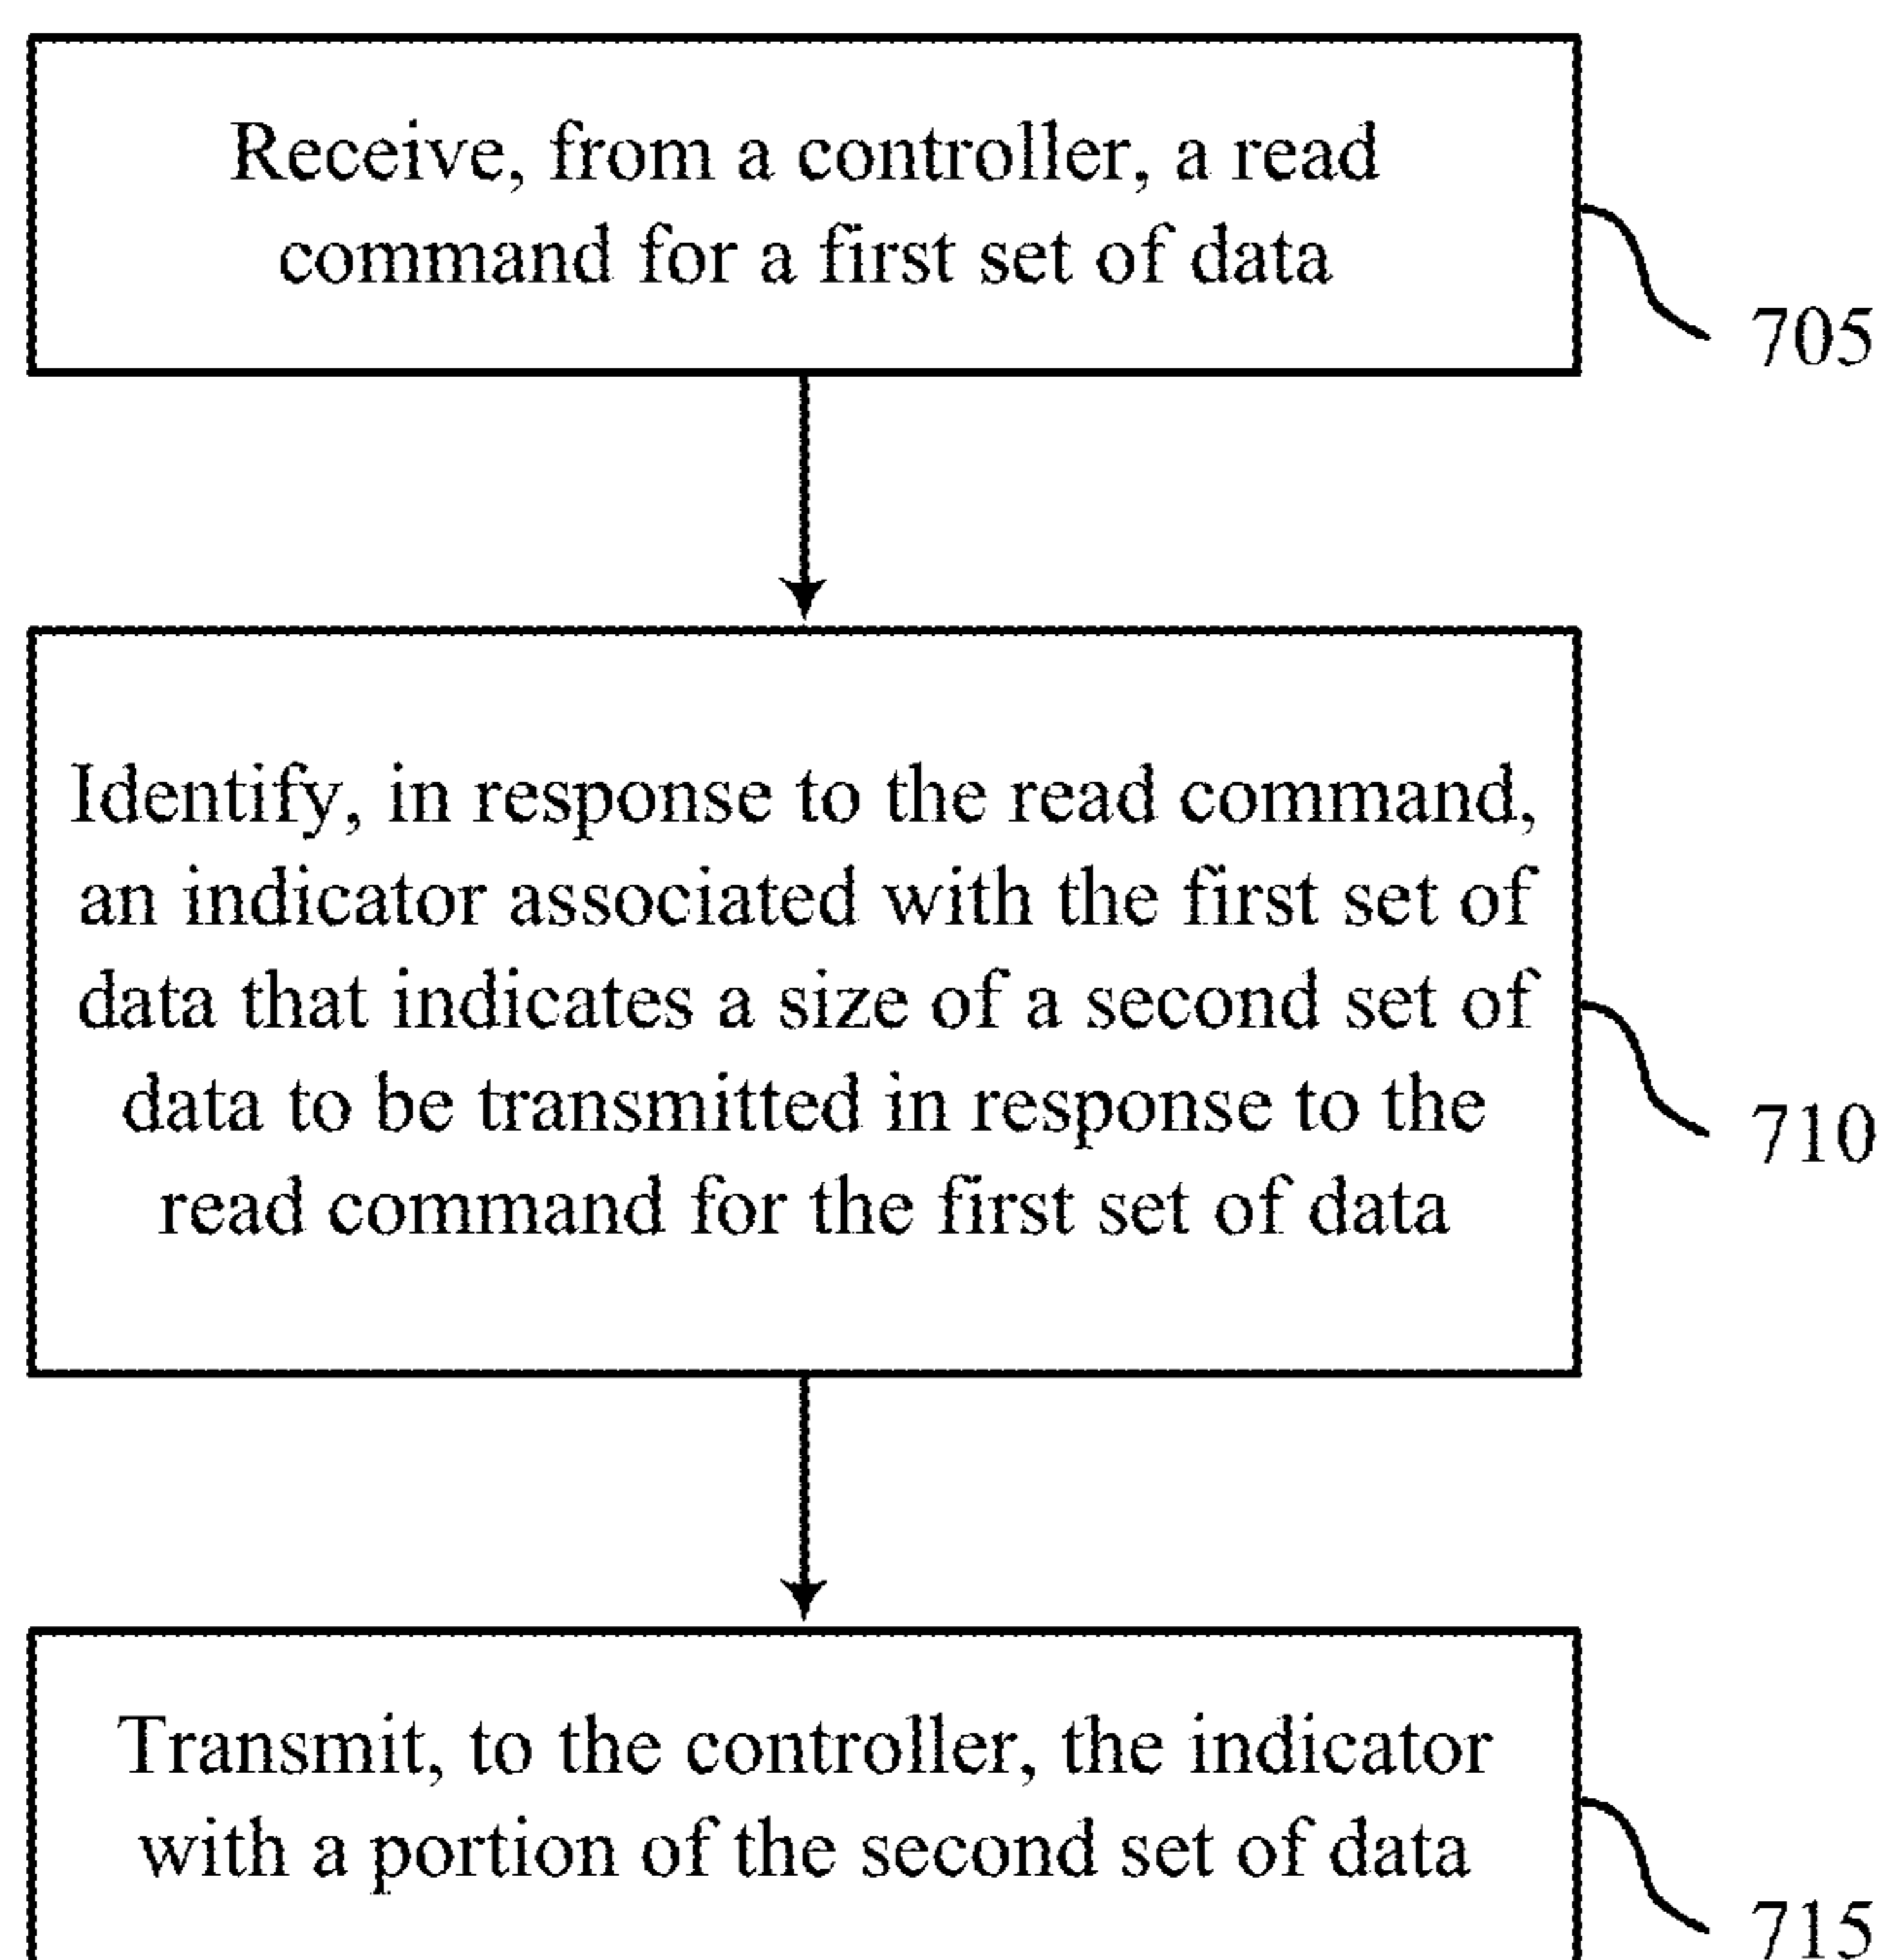 Receive, from a controller, a read
command for a first set of data
705
Identify, in response to the read command,
an indicator associated with the first set of
data that indicates a size of a second set of
data to be transmitted in response to the
read command for the first set of data
710
Transmit, to the controller, the indicator
with a portion of the second set of data
715